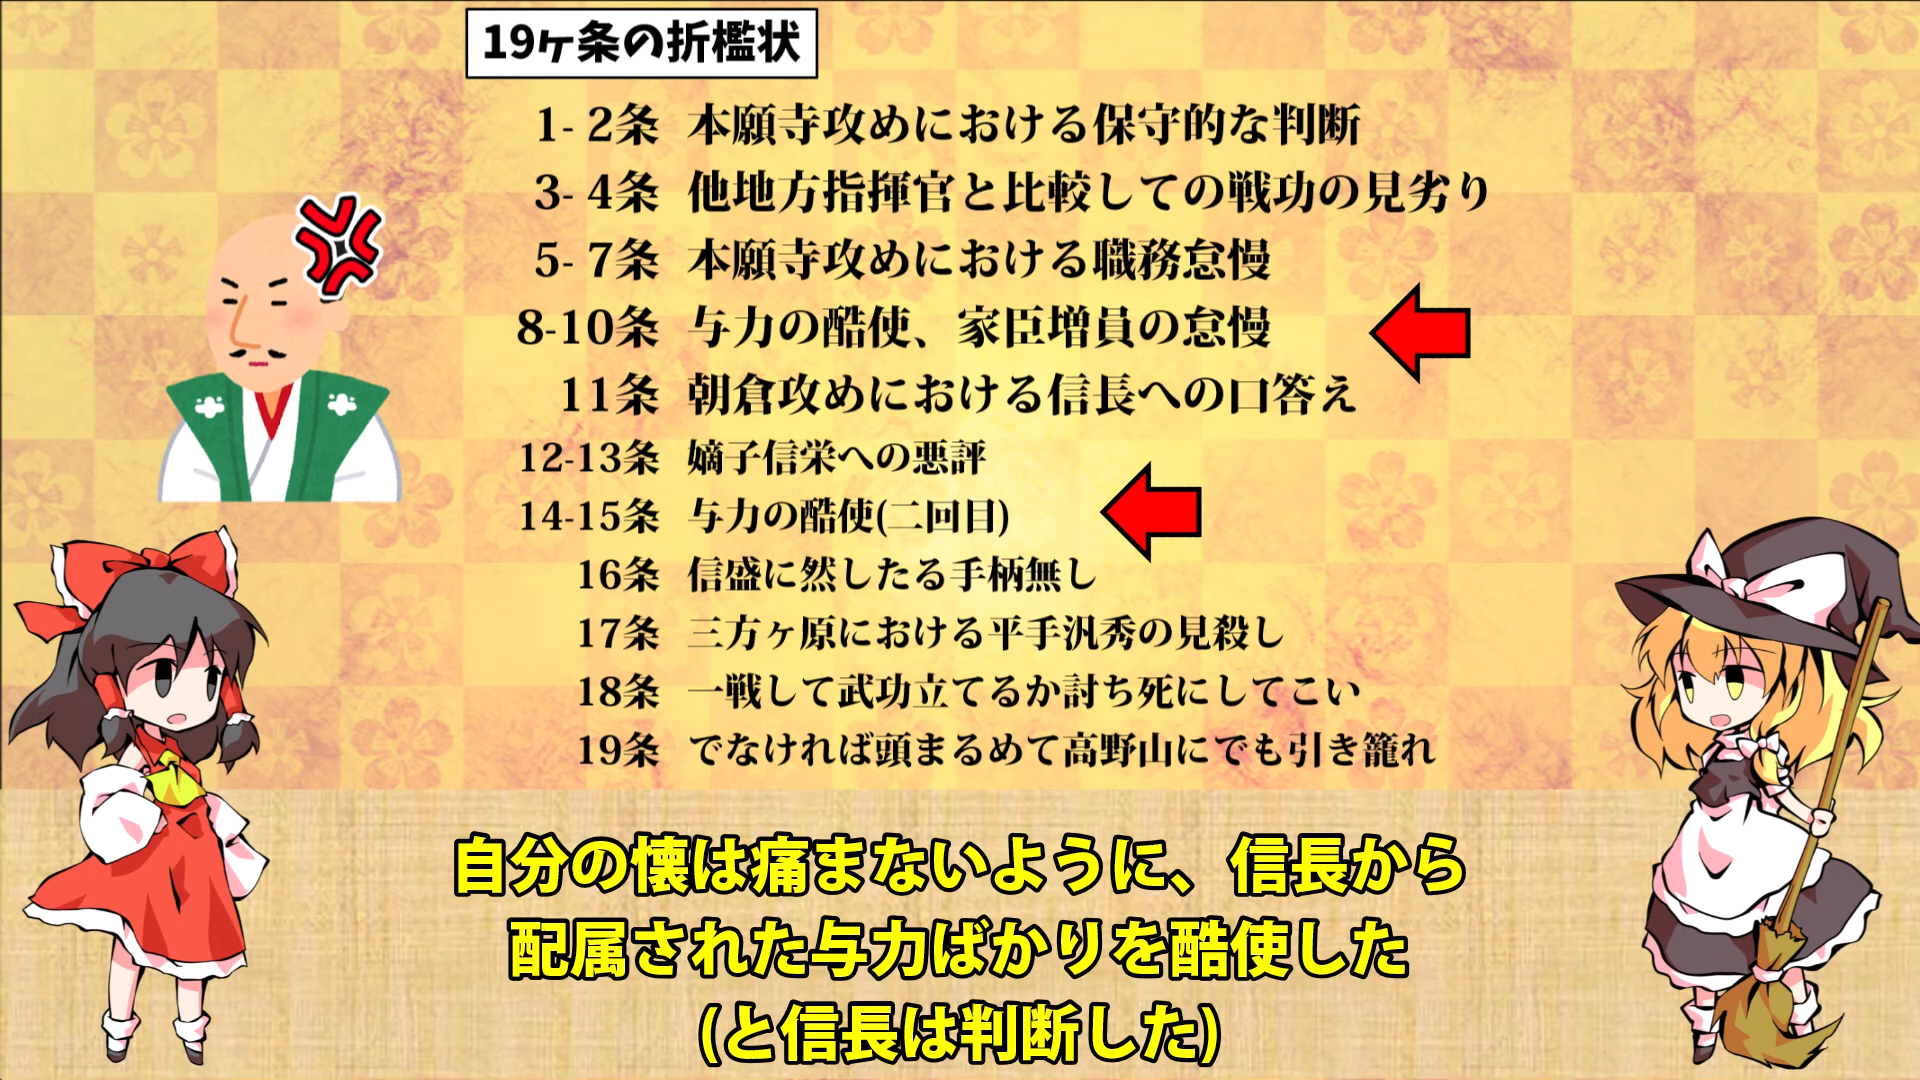 19ヶ条の折檻状
1- 2条 本願寺攻めにおける保守的な判断
3- 4条 他地方指揮官と比較しての戦功の見劣り
5- 7条 本願寺攻めにおける職務怠慢
8-10条 与力の酷使、家臣増員の怠慢
11条 朝倉攻めにおける信長への口答え
12-13条 嫡子信栄への悪評
14-15条 与力の酷使(二回目)
16条 信盛に然したる手柄無し
17条 三方ヶ原における平手汎秀の見殺し
18条 一戦して武功立てるか討ち死にしてこい
19条 でなければ頭まるめて高野山にでも引き籠れ
自分の懐は痛まないように、信長から
配属された与力ばかりを酷使した
(と信長は判断した)